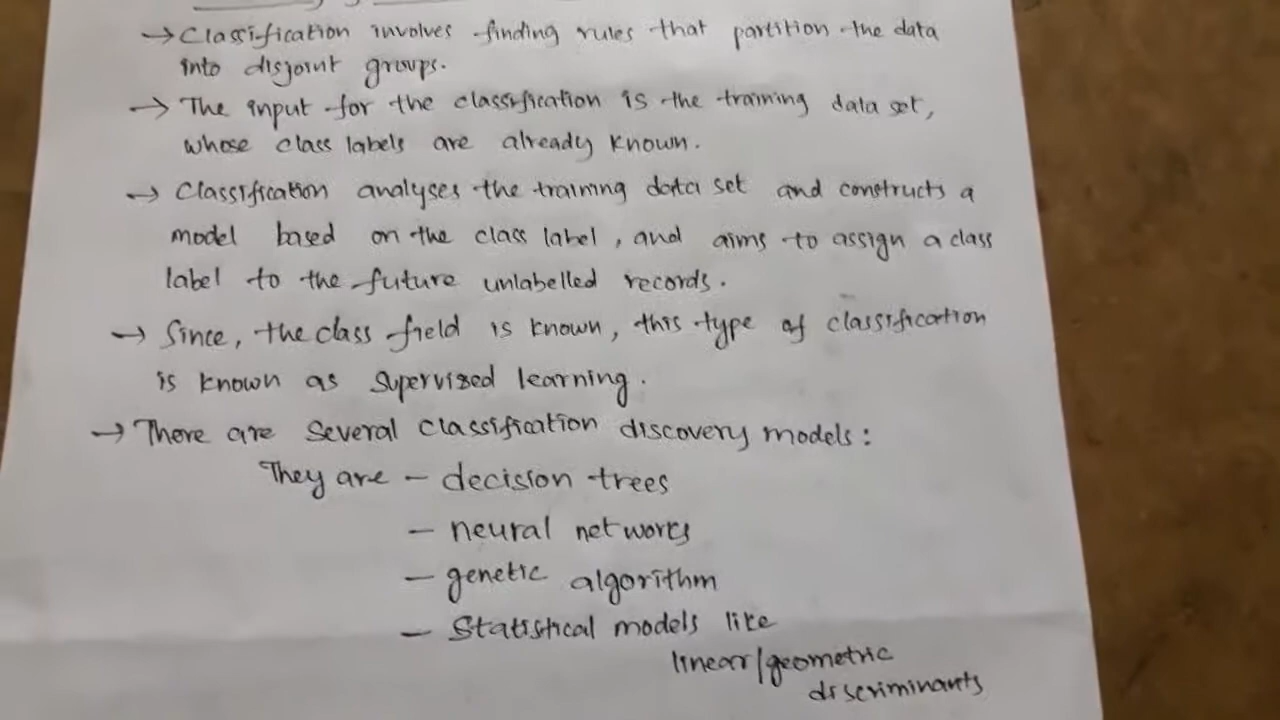 → Classification involves finding rules that partition the data
into disjoint groups.
→ The input for the classification is the training data set,
whose class labels are already known.
→ Classification analyses the training data set and constructs a
model based on the class label, and aims to assign a class
label to the future unlabelled records.
→ Since, the class field is known, this type of classification
is known as supervised learning.
→ There are several classification discovery models:
They are – decision trees
– neural networks
– genetic algorithm
– Statistical models like
linear/geometric
discriminants